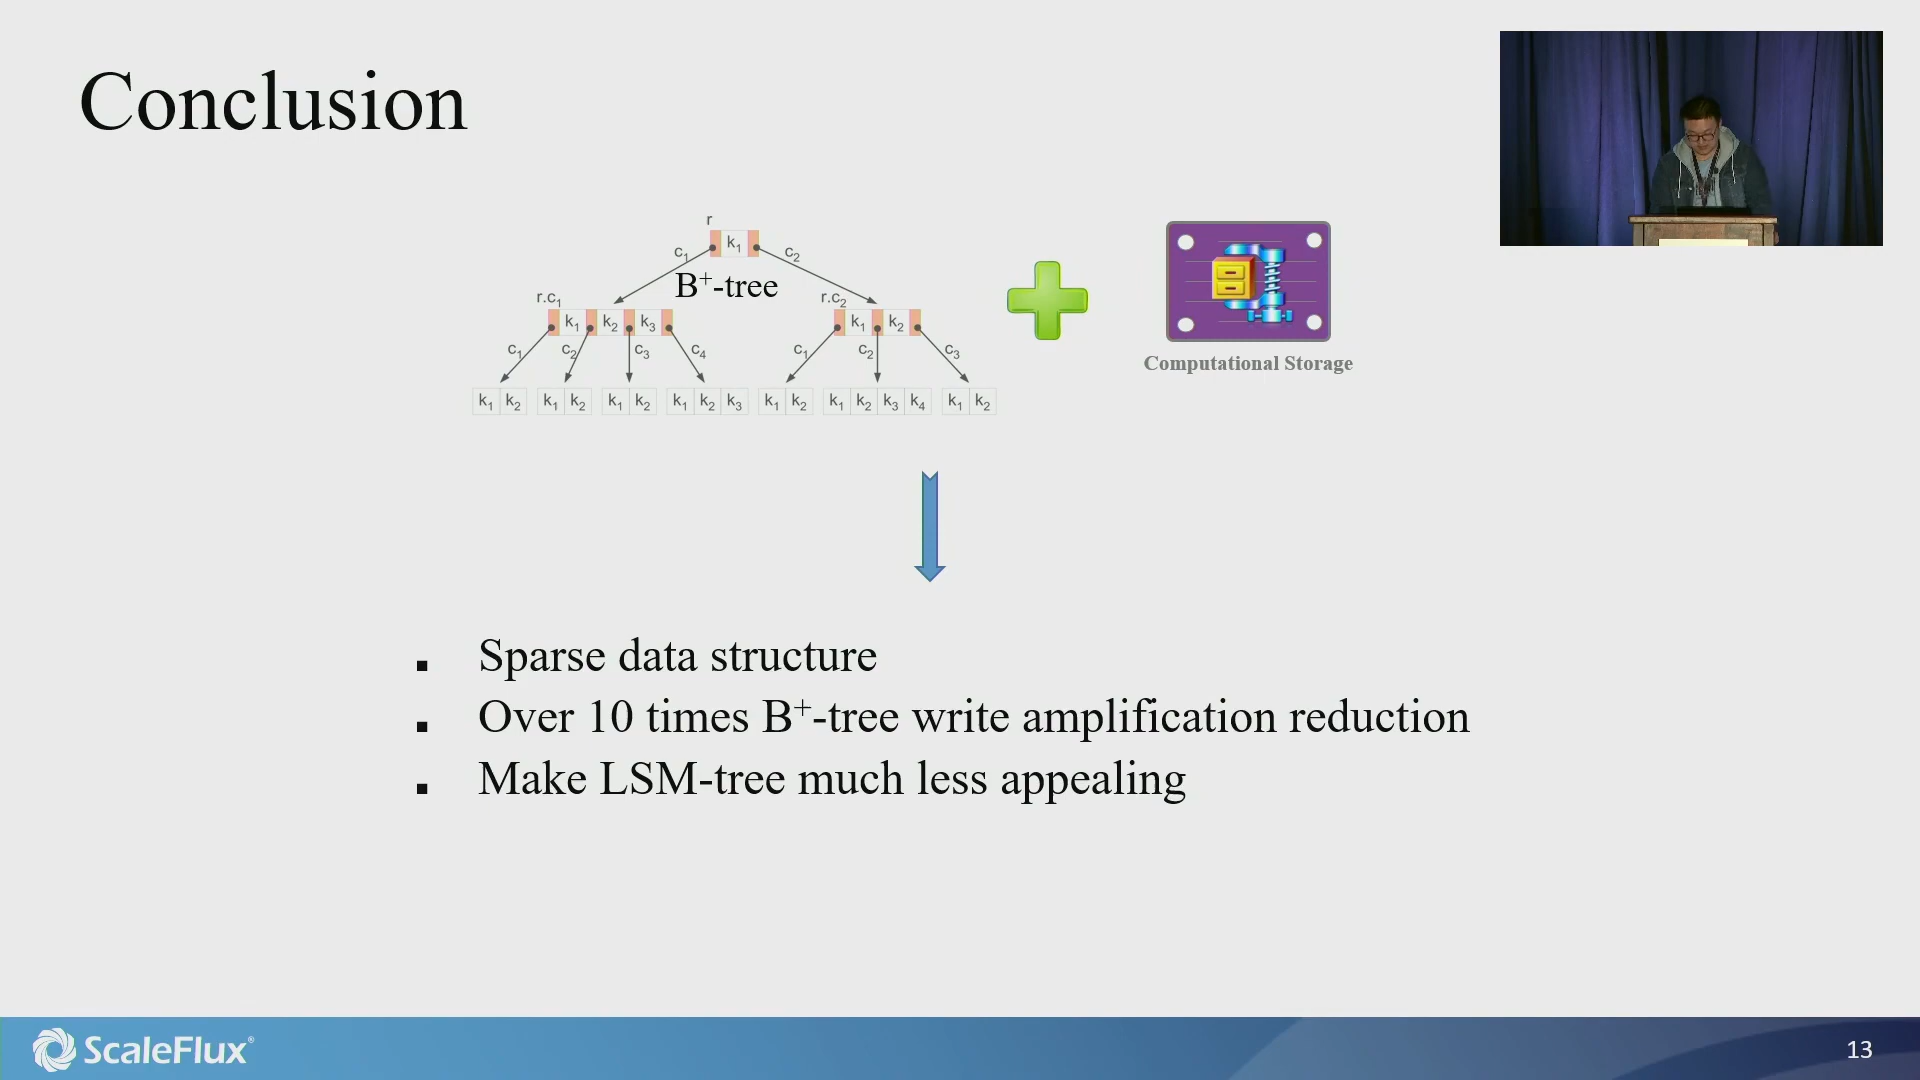 Conclusion
r
k1
c1 c2
B+-tree
r.c1 r.c2
k1 k2 k3 k1 k2
c1 c2 c3 c4 c1 c2 c3
k1 k2 k1 k2 k1 k2 k1 k2 k3 k1 k2 k1 k2 k3 k4 k1 k2
Computational Storage
▪ Sparse data structure
▪ Over 10 times B+-tree write amplification reduction
▪ Make LSM-tree much less appealing
ScaleFlux®
13